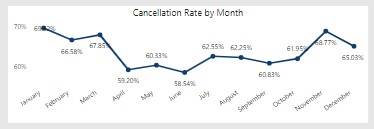 Cancellation Rate by Month
70%
60%
66.58%
67.85%
59.20%
60.33%
58.54%
62.55%
62.25%
60.83%
61.95%
68.77%
65.03%
January
February
March
April
May
June
July
August
September
October
November
December